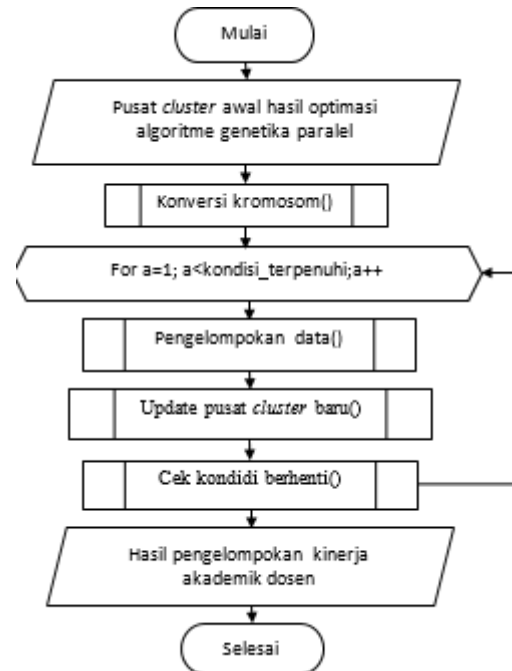 Mulai
Pusat cluster awal hasil optimasi
algoritme genetika paralel
Konversi kromosom()
For a=1; a<kondisi_terpenuhi;a++
Pengelompokan data()
Update pusat cluster baru()
Cek kondidi berhenti()
Hasil pengelompokan kinerja
akademik dosen
Selesai